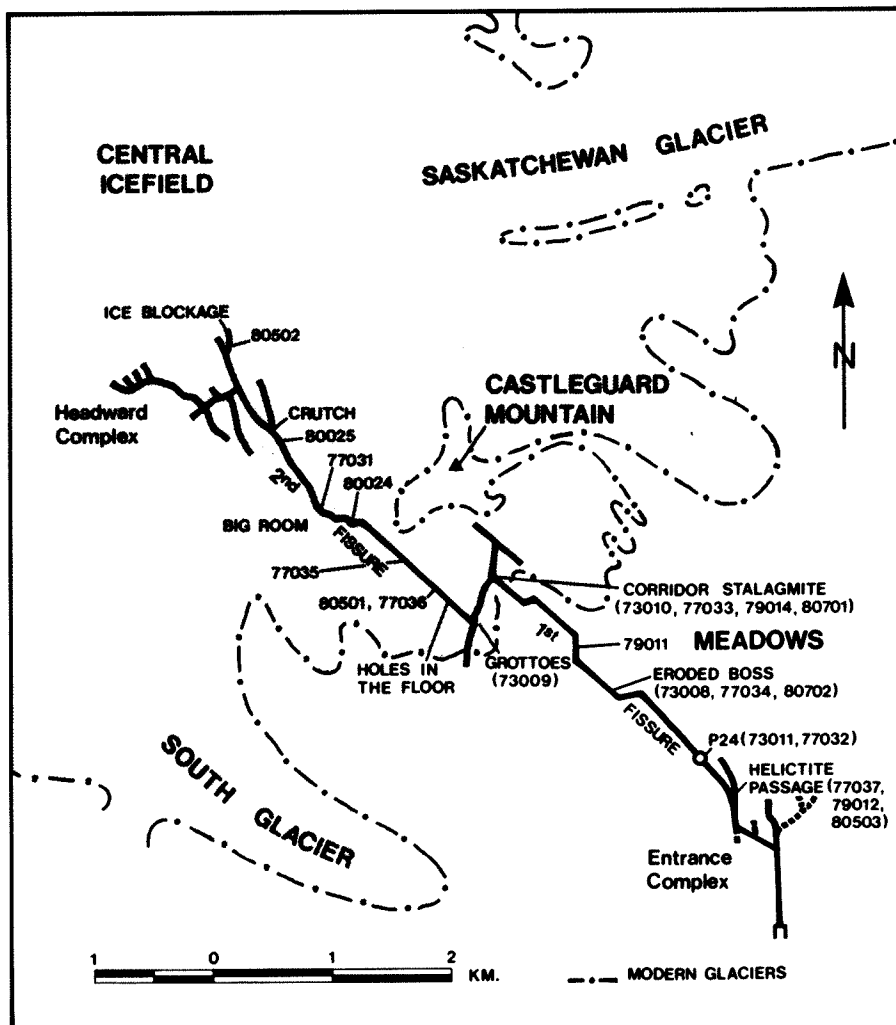 CENTRAL
ICEFIELD
SASKATCHEWAN GLACIER
ICE BLOCKAGE
80502
N
Headward
Complex
CASTLEGUARD
MOUNTAIN
CRUTCH
80025
77031
2nd
80024
BIG ROOM
FISSURE
77035
80501, 77036
CORRIDOR STALAGMITE
(73010, 77033, 79014, 80701)
1st
79011
MEADOWS
HOLES IN
THE FLOOR
GROTTOES
(73009)
ERODED BOSS
(73008, 77034, 80702)
FISSURE
P24(73011, 77032)
HELICTITE
PASSAGE (77037,
79012,
80503)
SOUTH GLACIER
Entrance
Complex
1 0 1 2
KM.
MODERN GLACIERS